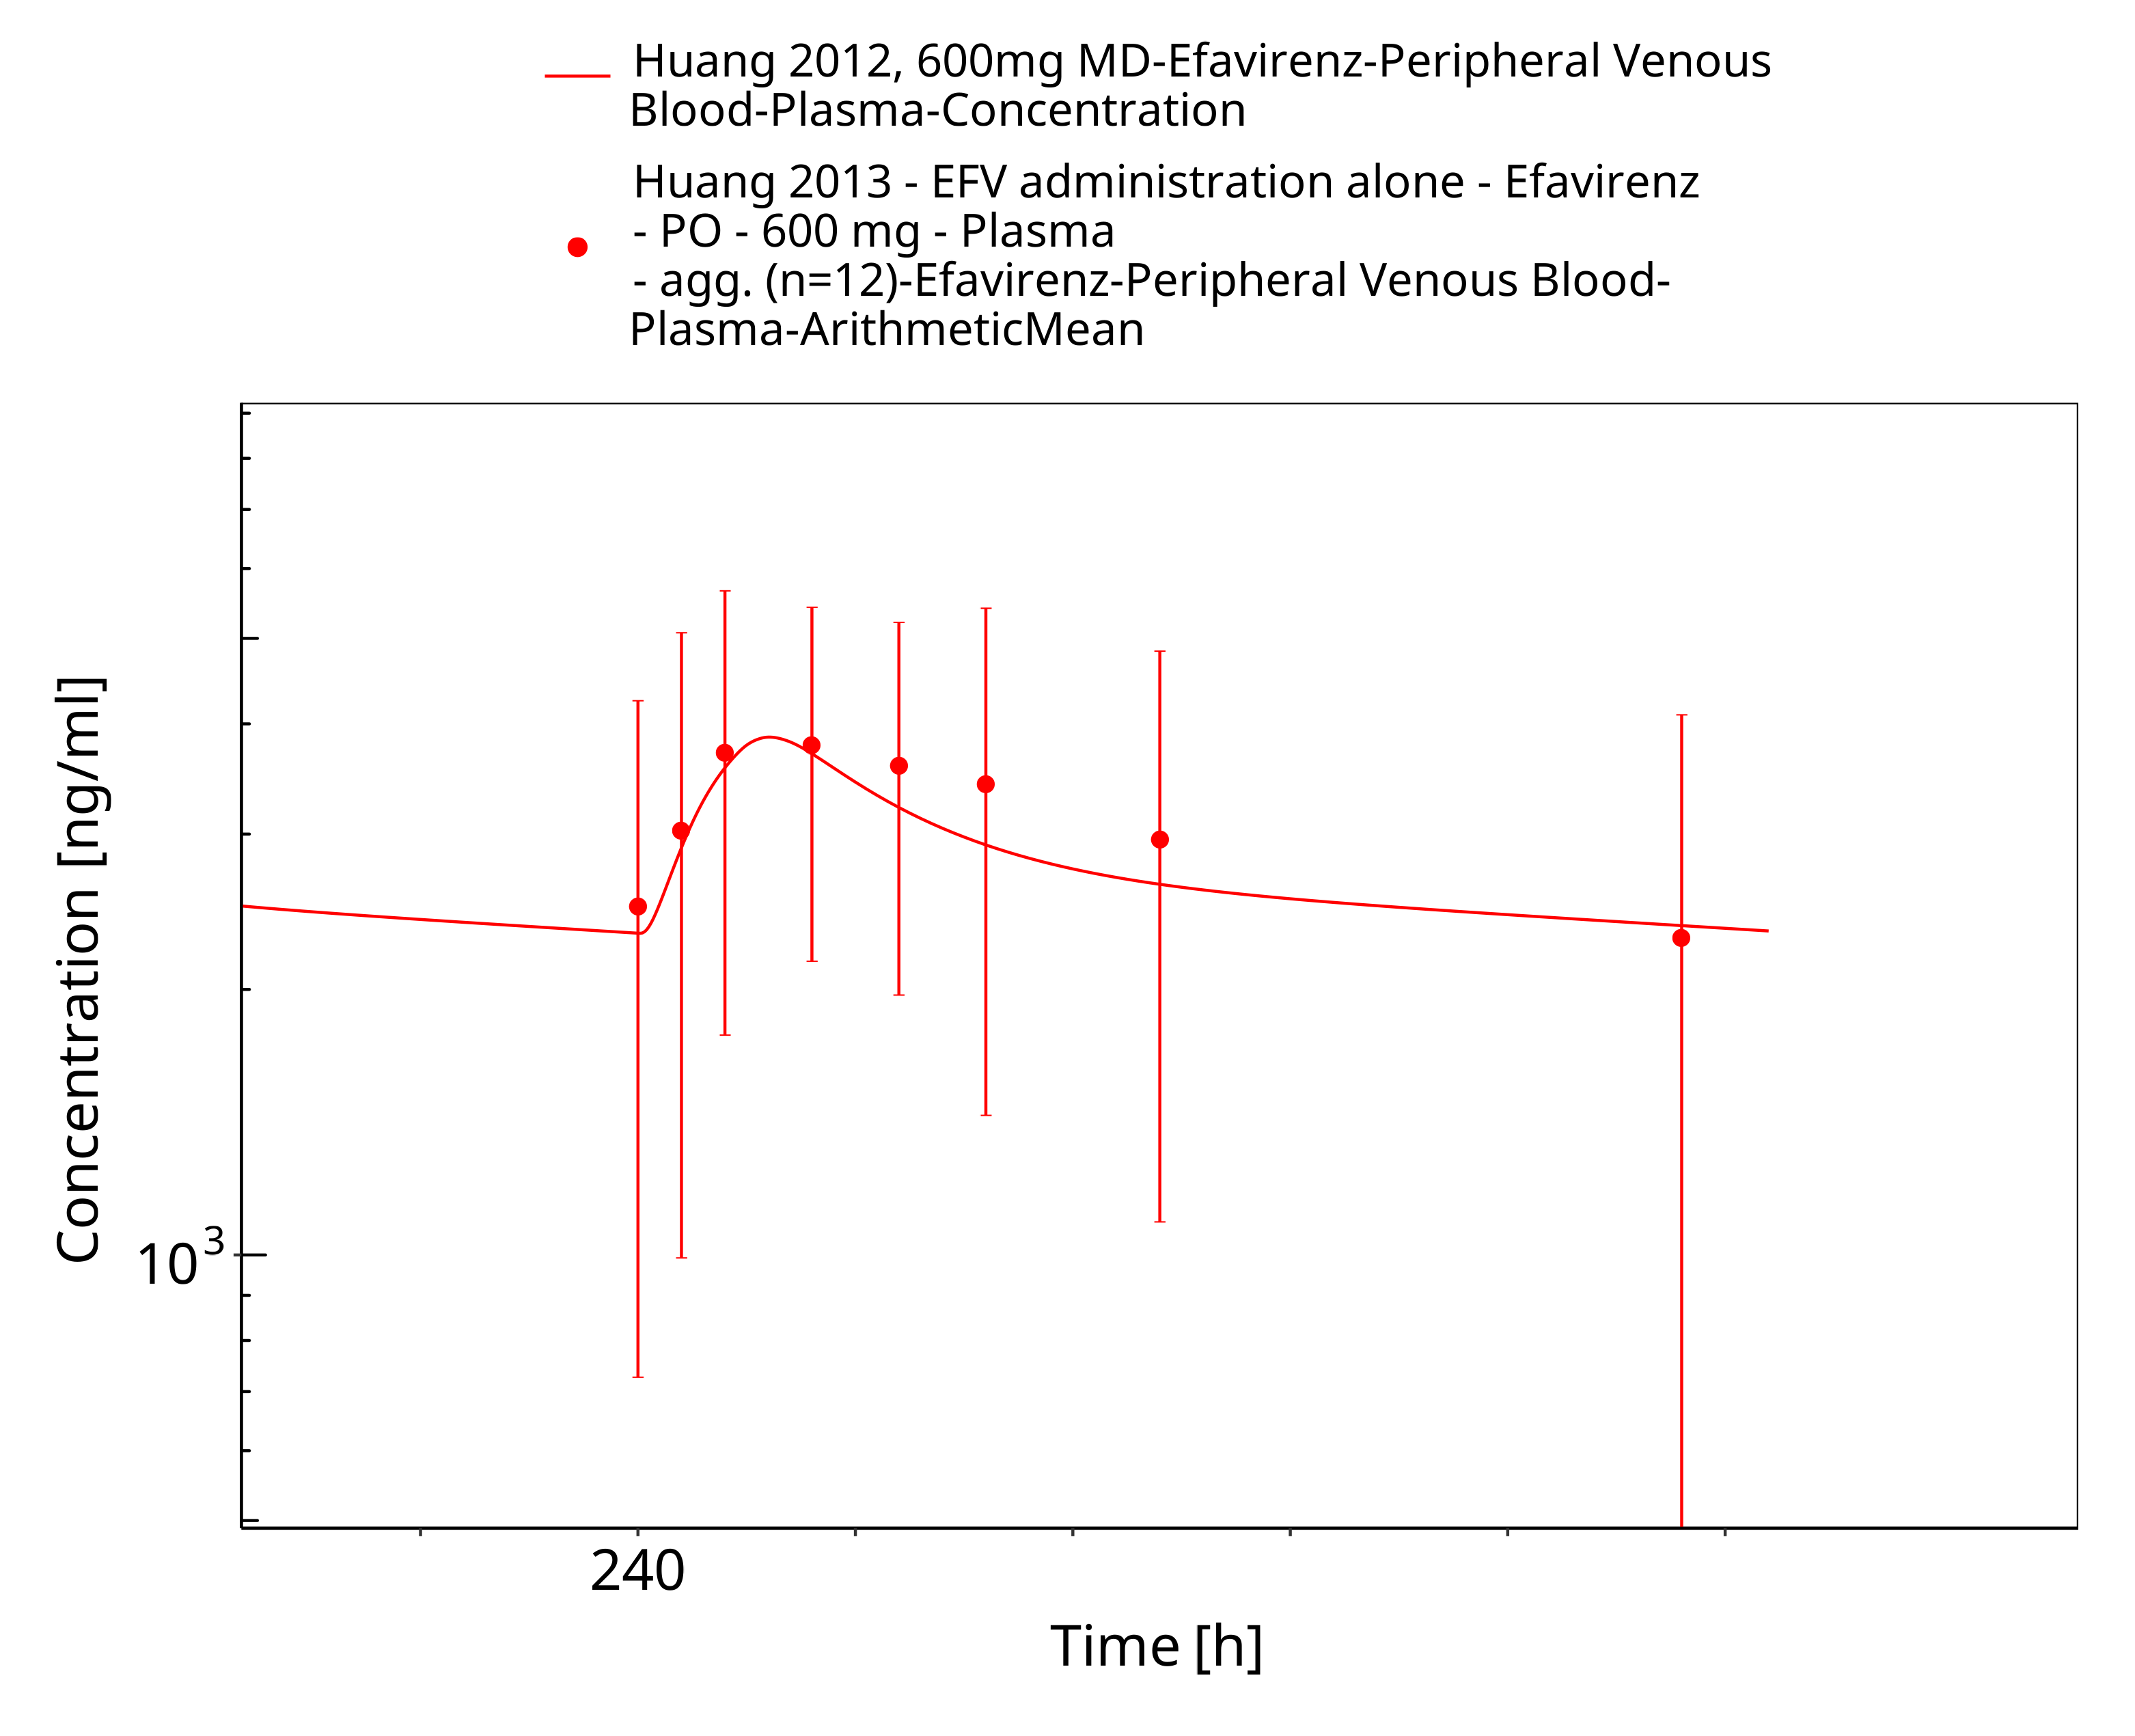 Huang 2012, 600mg MD-Efavirenz-Peripheral Venous
Blood-Plasma-Concentration
Huang 2013 - EFV administration alone - Efavirenz
- PO - 600 mg - Plasma
- agg. (n=12)-Efavirenz-Peripheral Venous Blood-
Plasma-ArithmeticMean
Concentration [ng/ml]
10³
240
Time [h]